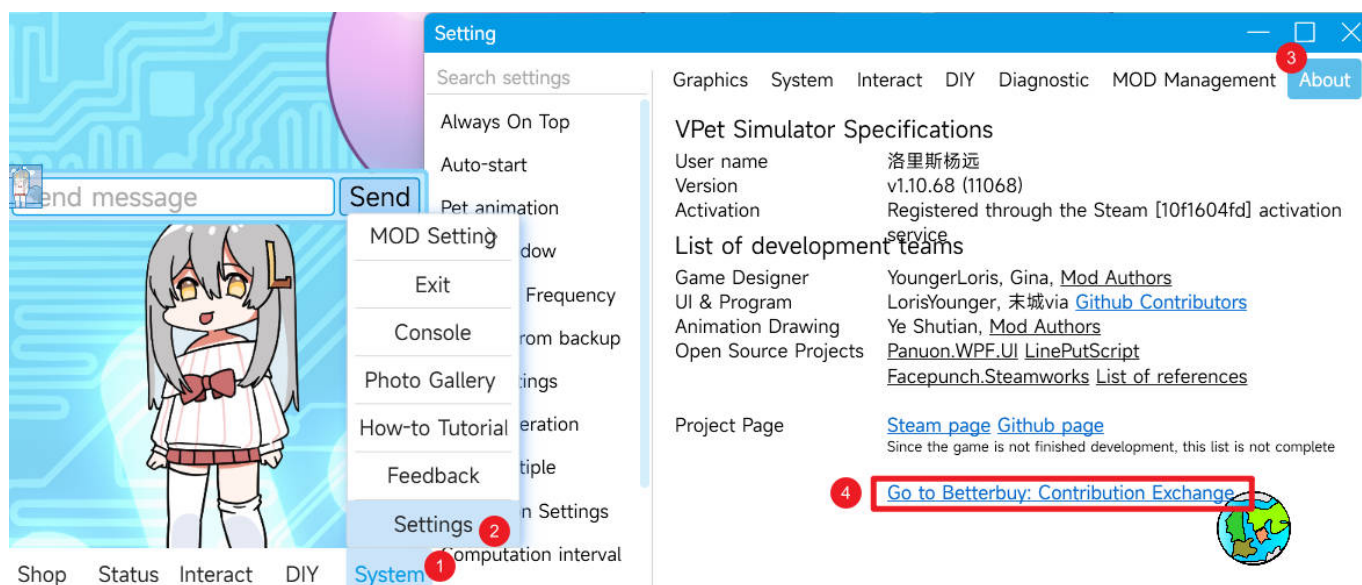 Setting
Search settings
Always On Top
Auto-start
Pet animation
dow
Frequency
rom backup
ings
eration
tiple
n Settings
Computation interval
end message
Send
MOD Setting
Exit
Console
Photo Gallery
How-to Tutorial
Feedback
Settings
2
Shop Status Interact DIY System
1
3
Graphics System Interact DIY Diagnostic MOD Management About
VPet Simulator Specifications
User name 洛里斯杨远
Version v1.10.68 (11068)
Activation Registered through the Steam [10f1604fd] activation
service
List of development teams
Game Designer YoungerLoris, Gina, Mod Authors
UI & Program LorisYounger, 末城via Github Contributors
Animation Drawing Ye Shutian, Mod Authors
Open Source Projects Panuon.WPF.UI LinePutScript
Facepunch.Steamworks List of references
Project Page Steam page Github page
Since the game is not finished development, this list is not complete
4
Go to Betterbuy: Contribution Exchange
L